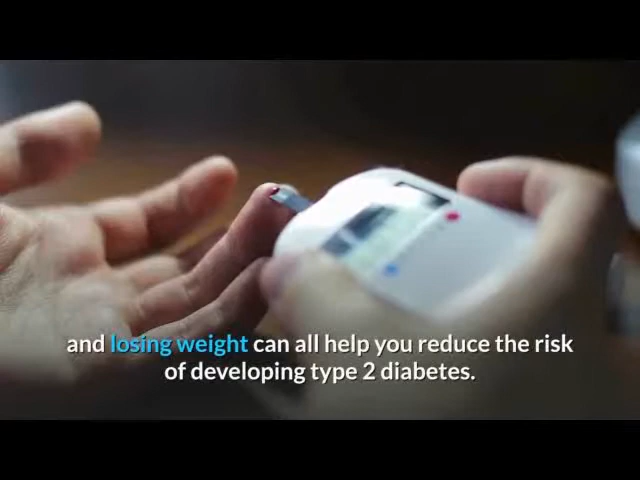 and losing weight can all help you reduce the risk
of developing type 2 diabetes.